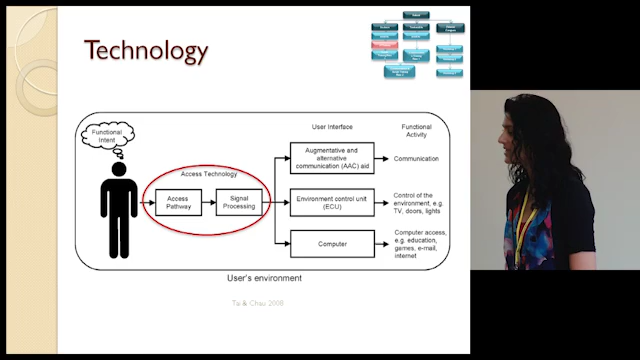 Technology
Functional
Intent
Access Technology
Access
Pathway
Signal
Processing
User Interface
Augmentative and
alternative
communication (AAC) aid
Environment control unit
(ECU)
Computer
Functional
Activity
Communication
Control of the
environment, e.g.
TV, doors, lights
Computer access,
e.g. education,
games, e-mail,
internet
User's environment
Tai & Chau 2008